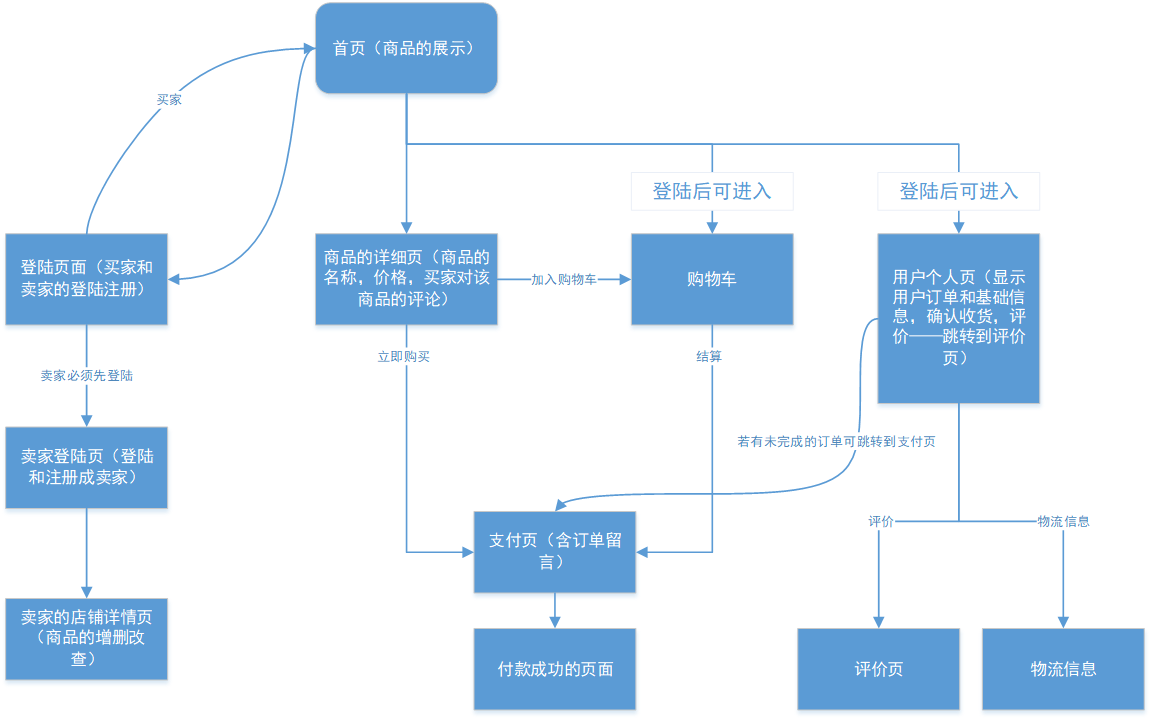 首页（商品的展示）
买家
登陆后可进入
登陆后可进入
登陆页面（买家和
卖家的登陆注册）
商品的详细页（商品的
名称，价格，买家对该
商品的评论）
加入购物车
购物车
用户个人页（显示
用户订单和基础信
息，确认收货，评
价——跳转到评价
页）
卖家必须先登陆
立即购买
结算
若有未完成的订单可跳转到支付页
卖家登陆页（登陆
和注册成卖家）
支付页（含订单留
言）
评价
物流信息
卖家的店铺详情页
（商品的增删改
查）
付款成功的页面
评价页
物流信息